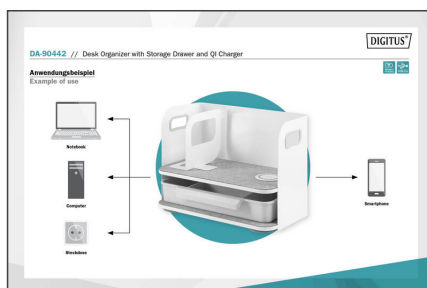 DIGITUS®
DA-90442 // Desk Organizer with Storage Drawer and QI Charger
Anwendungsbeispiel
Example of use
Notebook
Computer
Steckdose
Smartphone